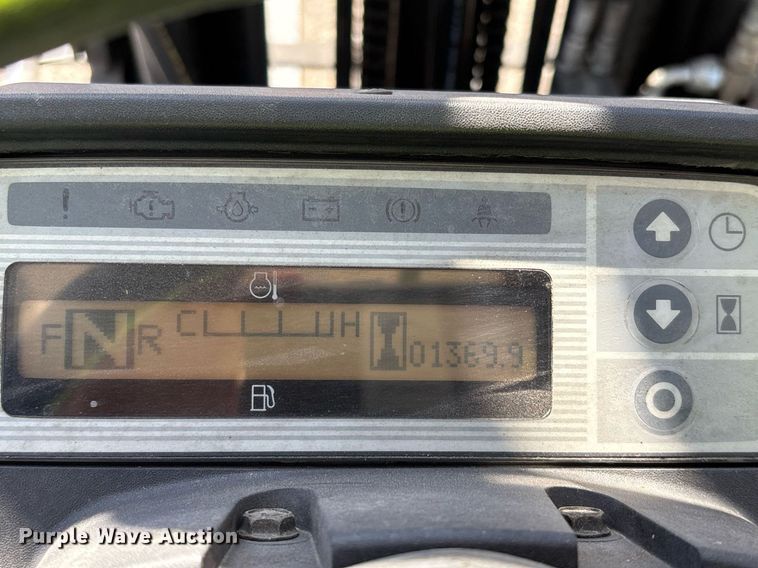 F N R C H 01369.9
Purple Wave Auction®